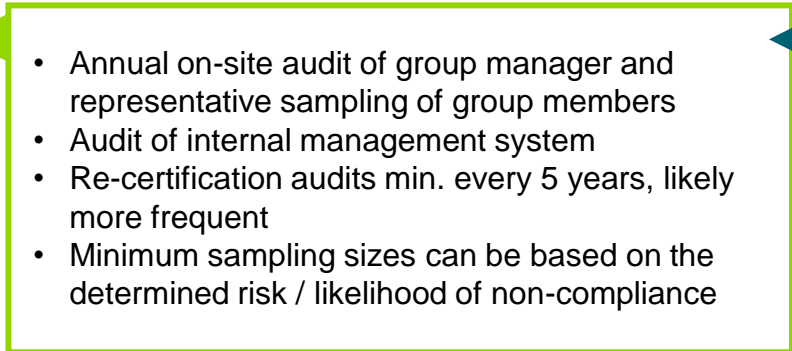 • Annual on-site audit of group manager and
representative sampling of group members
• Audit of internal management system
• Re-certification audits min. every 5 years, likely
more frequent
• Minimum sampling sizes can be based on the
determined risk / likelihood of non-compliance